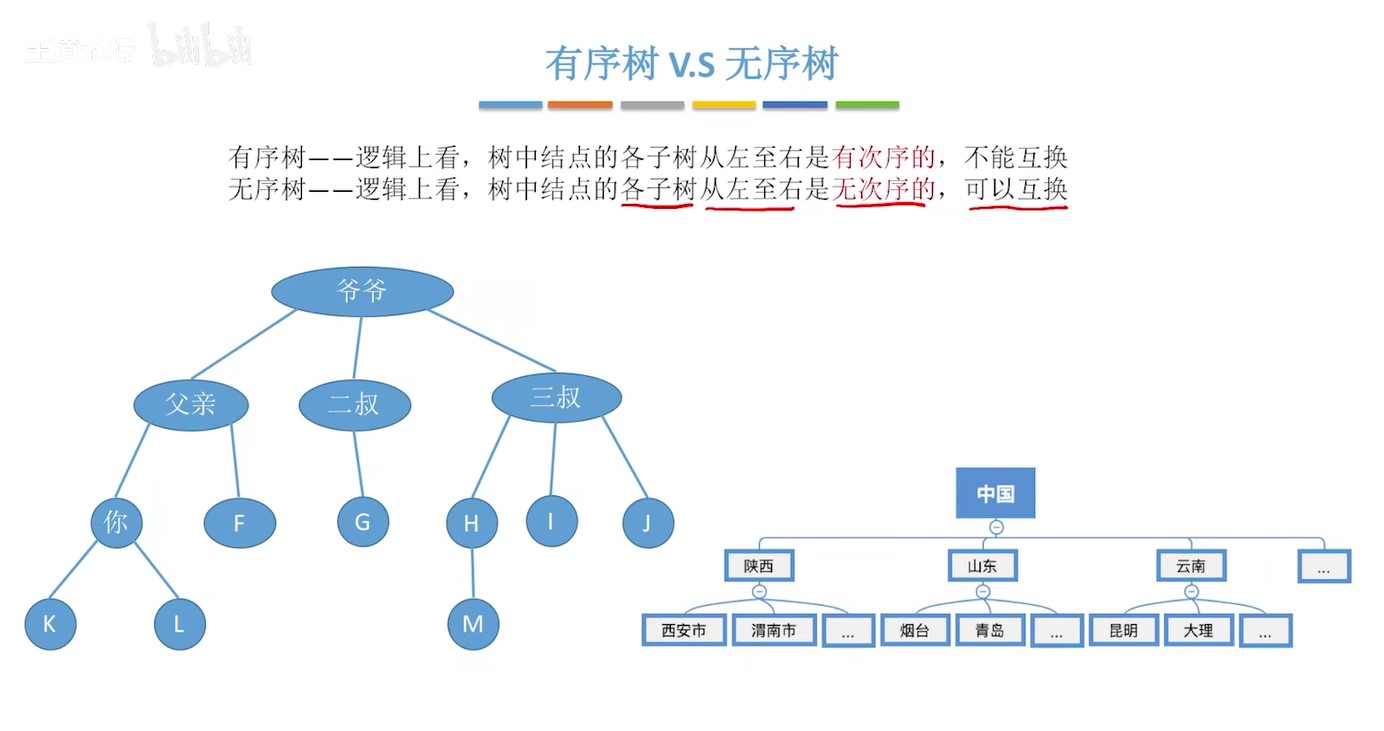 bilibili
有序树 V.S 无序树
有序树——逻辑上看，树中结点的各子树从左至右是有次序的，不能互换
无序树——逻辑上看，树中结点的各子树从左至右是无次序的，可以互换
爷爷
父亲 二叔 三叔
你 F G H I J
K L M
中国
陕西 山东 云南 ...
西安市 渭南市 ... 烟台 青岛 ... 昆明 大理 ...